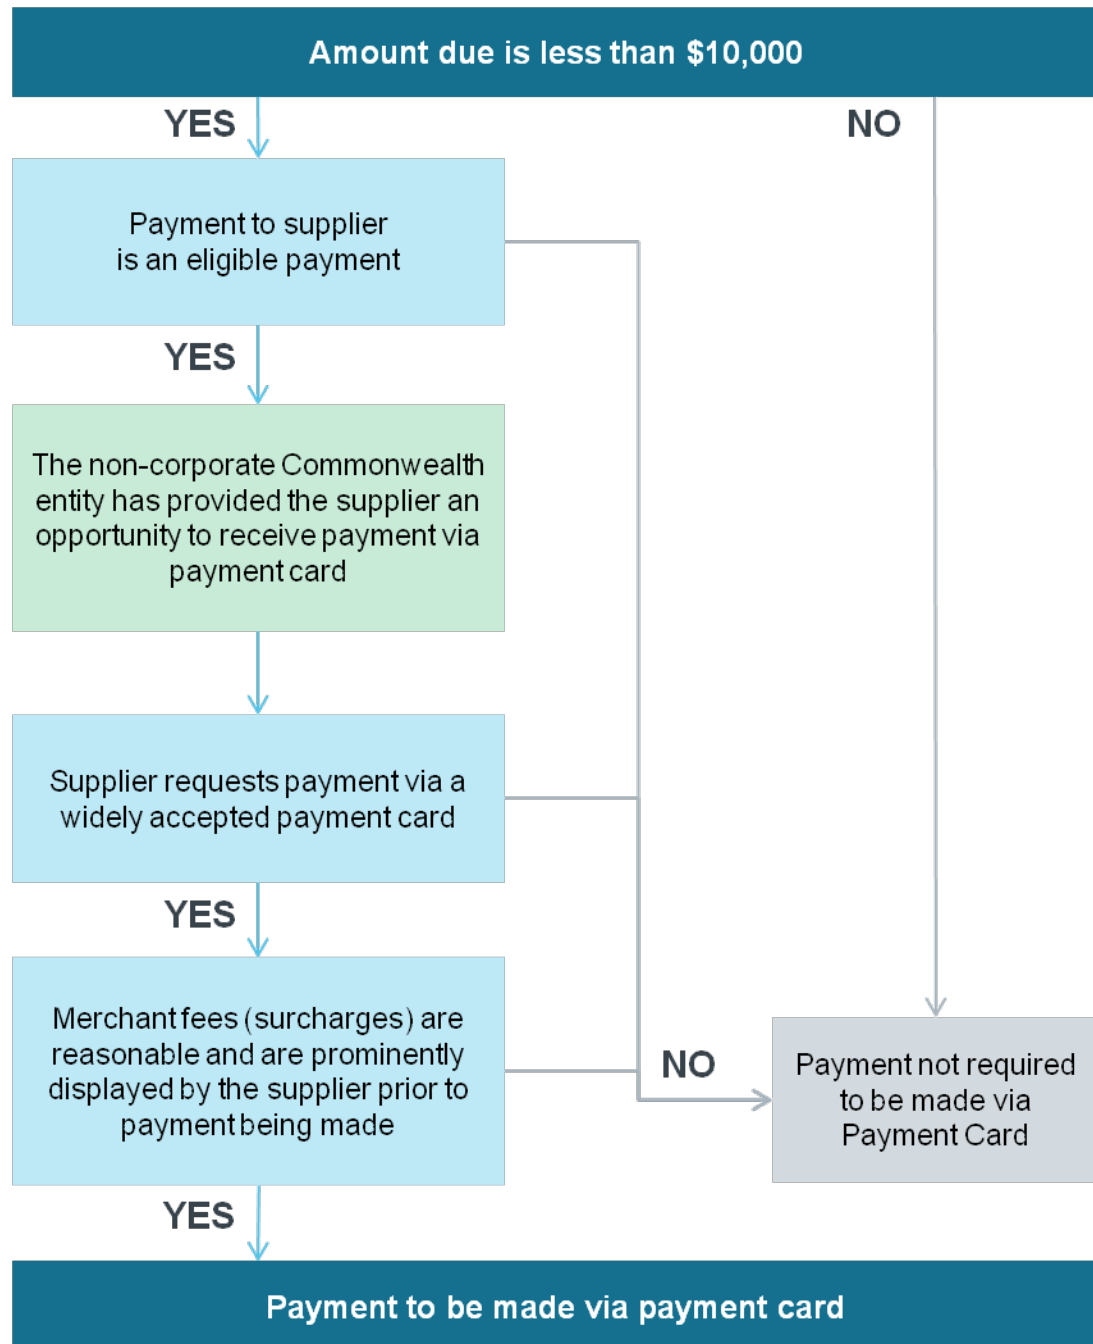 Amount due is less than $10,000
YES
NO
Payment to supplier
is an eligible payment
YES
The non-corporate Commonwealth
entity has provided the supplier an
opportunity to receive payment via
payment card
Supplier requests payment via a
widely accepted payment card
YES
Merchant fees (surcharges) are
reasonable and are prominently
displayed by the supplier prior to
payment being made
NO
Payment not required
to be made via
Payment Card
YES
Payment to be made via payment card